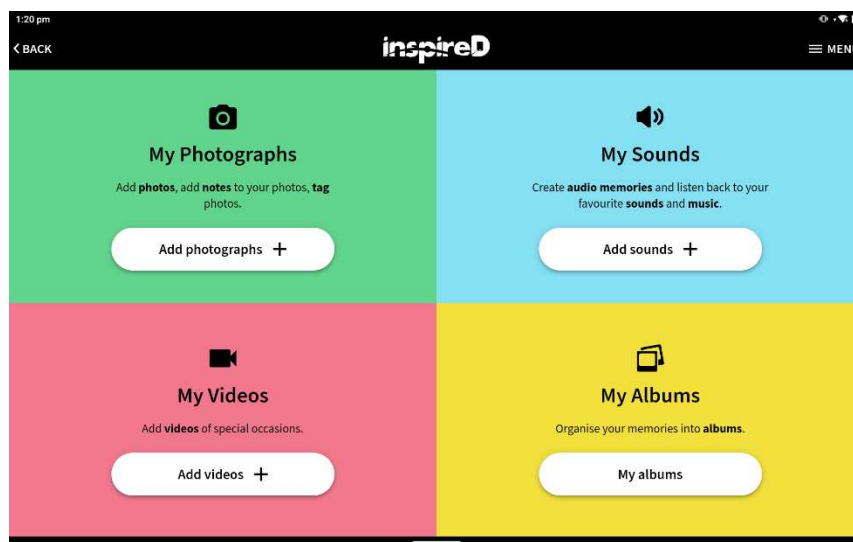 1:20 pm
BACK
inspireD
MENU
My Photographs
Add photos, add notes to your photos, tag
photos.
Add photographs +
My Sounds
Create audio memories and listen back to your
favourite sounds and music.
Add sounds +
My Videos
Add videos of special occasions.
Add videos +
My Albums
Organise your memories into albums.
My albums